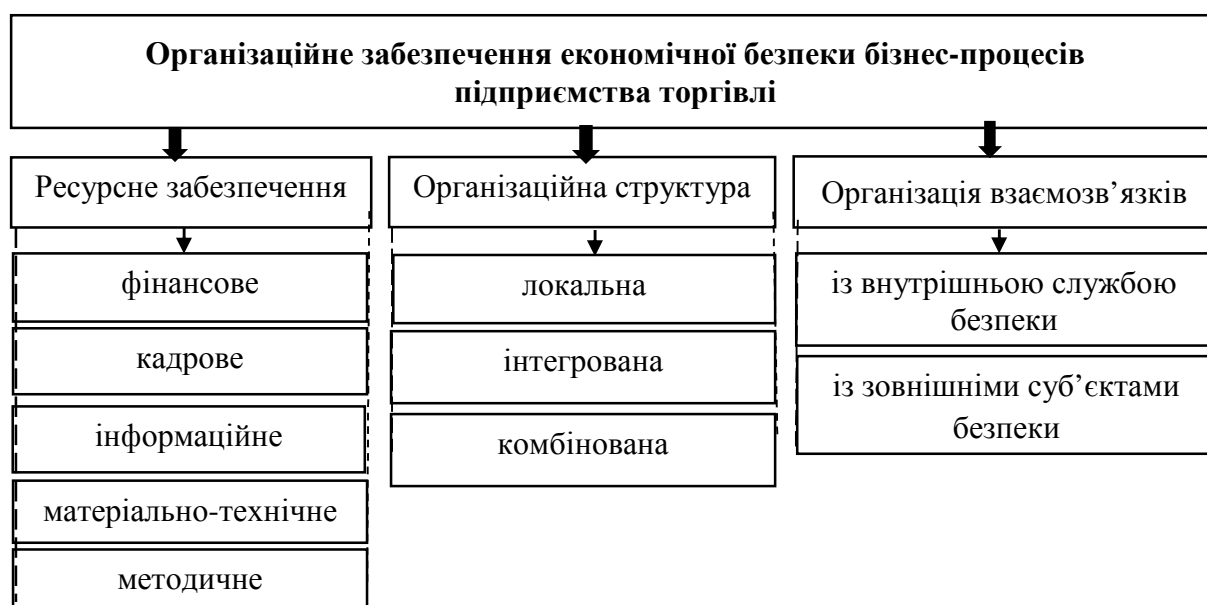 Організаційне забезпечення економічної безпеки бізнес-процесів
підприємства торгівлі
Ресурсне забезпечення
фінансове
кадрове
інформаційне
матеріально-технічне
методичне
Організаційна структура
локальна
інтегрована
комбінована
Організація взаємозв’язків
із внутрішньою службою
безпеки
із зовнішніми суб’єктами
безпеки